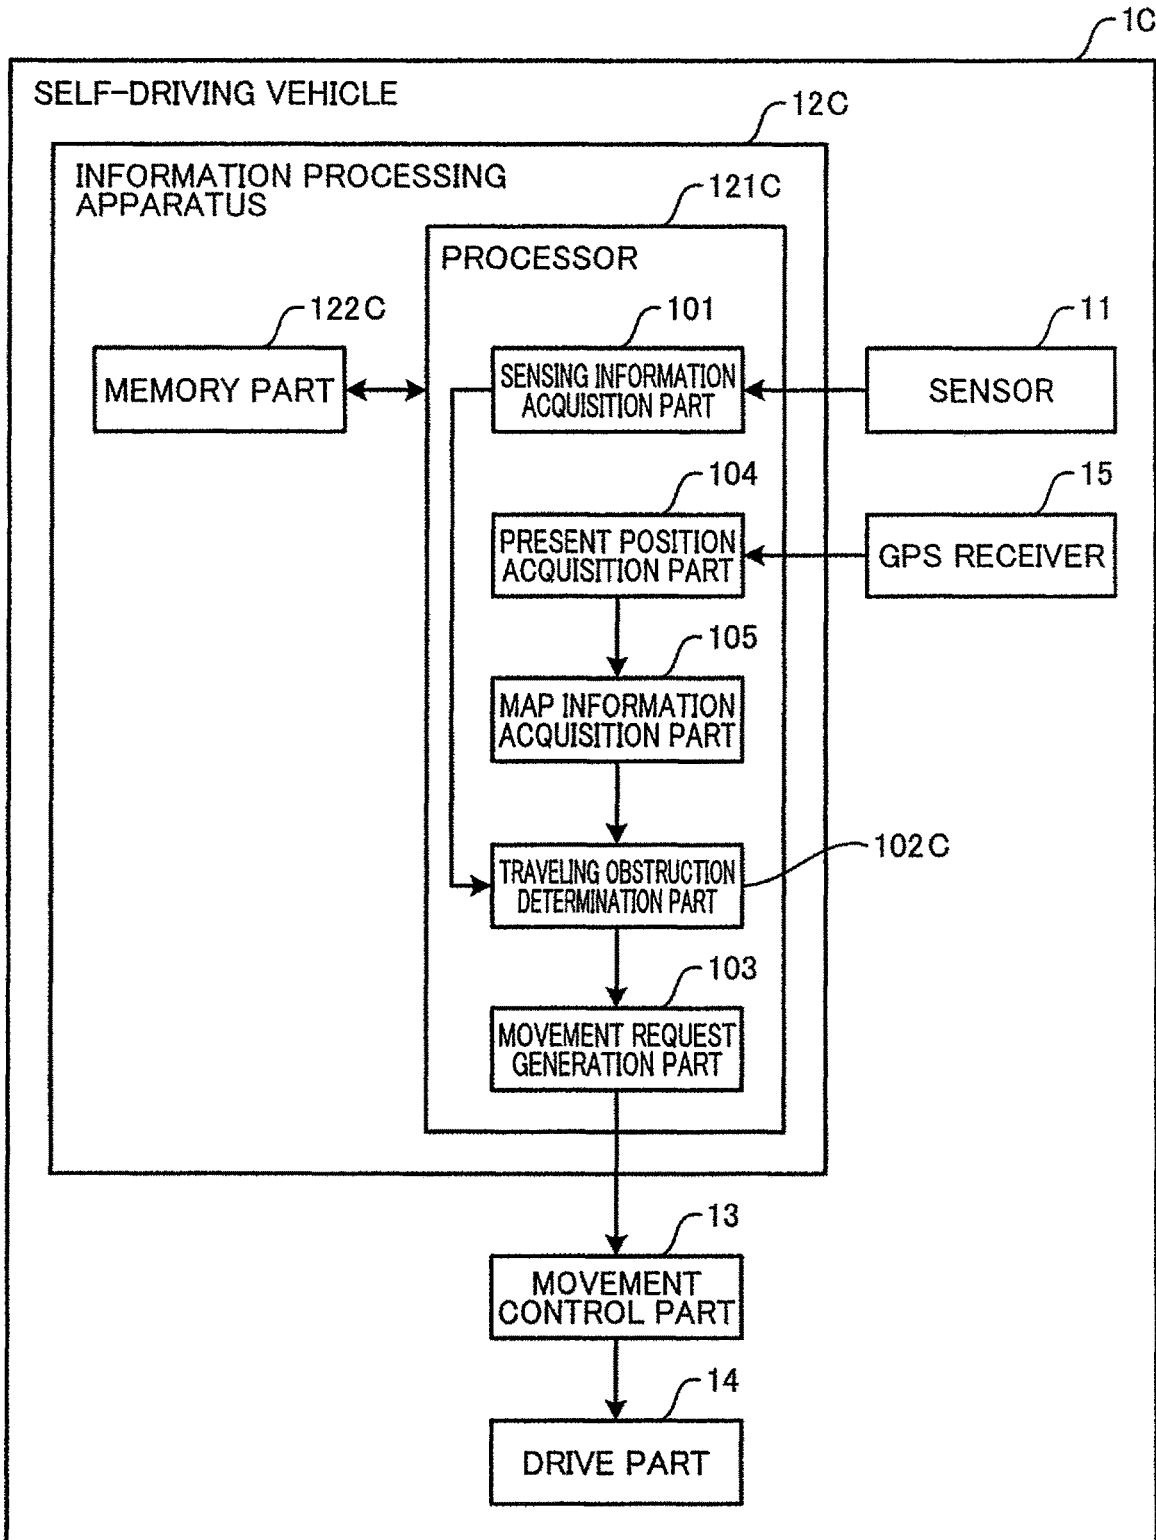 1C
SELF-DRIVING VEHICLE
12C
INFORMATION PROCESSING
APPARATUS
121C
PROCESSOR
122C
MEMORY PART
101
SENSING INFORMATION
ACQUISITION PART
11
SENSOR
104
PRESENT POSITION
ACQUISITION PART
15
GPS RECEIVER
105
MAP INFORMATION
ACQUISITION PART
102C
TRAVELING OBSTRUCTION
DETERMINATION PART
103
MOVEMENT REQUEST
GENERATION PART
13
MOVEMENT
CONTROL PART
14
DRIVE PART